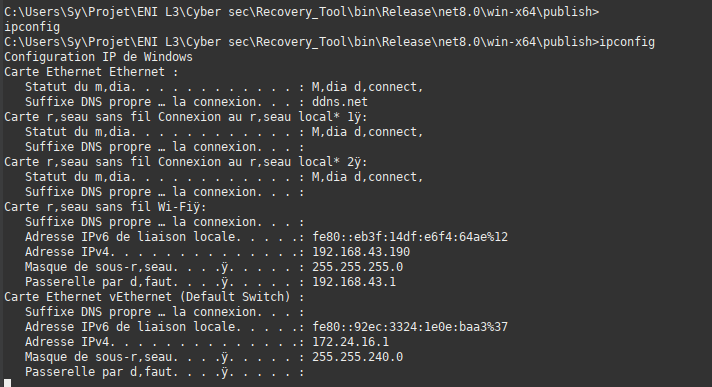 C:\Users\Sy\Projet\ENI L3\Cyber sec\Recovery_Tool\bin\Release\net8.0\win-x64\publish>
ipconfig
C:\Users\Sy\Projet\ENI L3\Cyber sec\Recovery_Tool\bin\Release\net8.0\win-x64\publish>ipconfig
Configuration IP de Windows
Carte Ethernet Ethernet :
   Statut du m‚dia. . . . . . . . . . . . : M‚dia d‚connect‚
   Suffixe DNS propre … la connexion. . . : ddns.net
Carte r‚seau sans fil Connexion au r‚seau local* 1ÿ:
   Statut du m‚dia. . . . . . . . . . . . : M‚dia d‚connect‚
   Suffixe DNS propre … la connexion. . . :
Carte r‚seau sans fil Connexion au r‚seau local* 2ÿ:
   Statut du m‚dia. . . . . . . . . . . . : M‚dia d‚connect‚
   Suffixe DNS propre … la connexion. . . :
Carte r‚seau sans fil Wi-Fiÿ:
   Suffixe DNS propre … la connexion. . . :
   Adresse IPv6 de liaison locale. . . . .: fe80::eb3f:14df:e6f4:64ae%12
   Adresse IPv4. . . . . . . . . . . . . .: 192.168.43.190
   Masque de sous-r‚seau. . . .ÿ. . . . . : 255.255.255.0
   Passerelle par d‚faut. . . .ÿ. . . . . : 192.168.43.1
Carte Ethernet vEthernet (Default Switch) :
   Suffixe DNS propre … la connexion. . . :
   Adresse IPv6 de liaison locale. . . . .: fe80::92ec:3324:1e0e:baa3%37
   Adresse IPv4. . . . . . . . . . . . . .: 172.24.16.1
   Masque de sous-r‚seau. . . .ÿ. . . . . : 255.255.240.0
   Passerelle par d‚faut. . . .ÿ. . . . . :